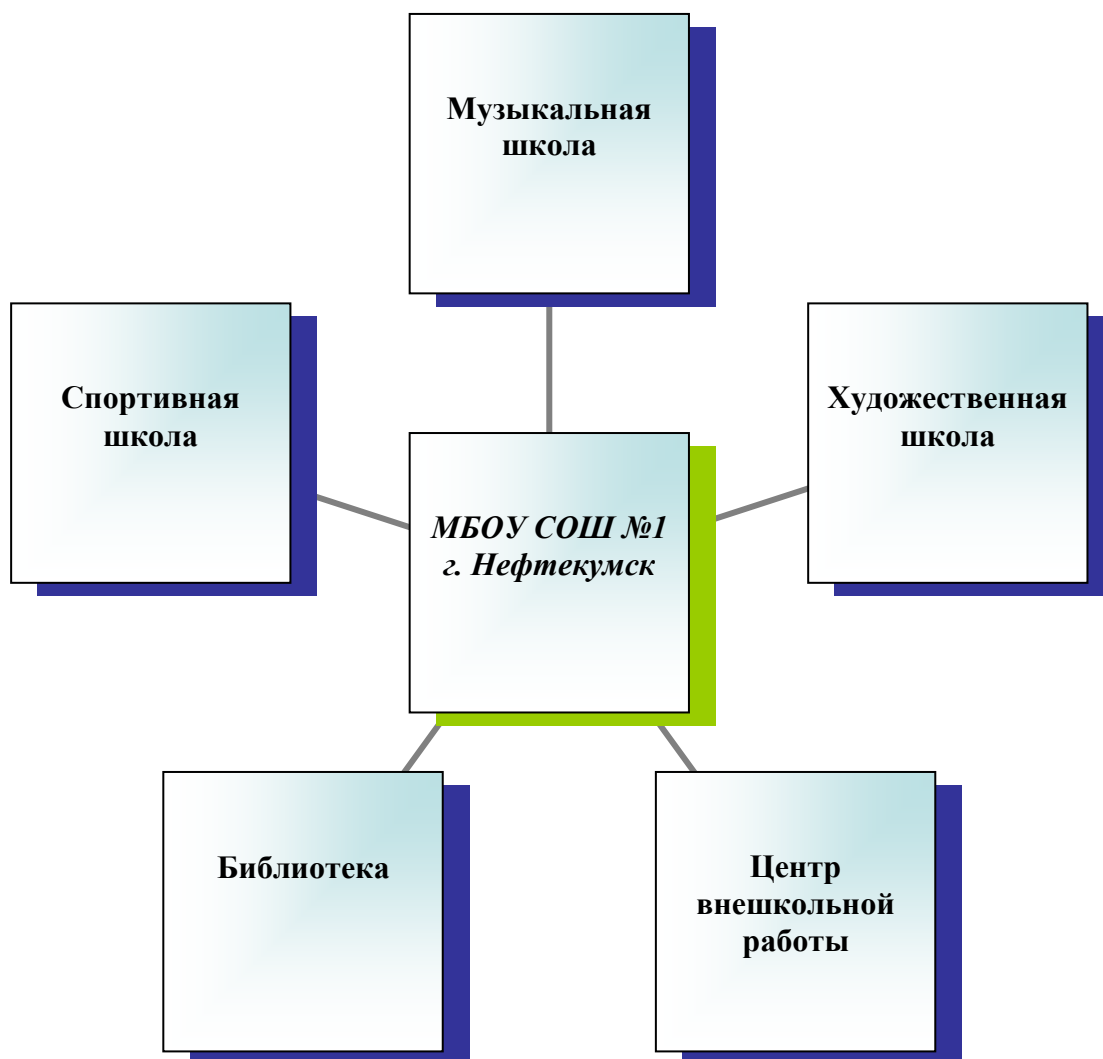 Музыкальная
школа
Спортивная
школа
Художественная
школа
МБОУ СОШ №1
г. Нефтекумск
Библиотека
Центр
внешкольной
работы